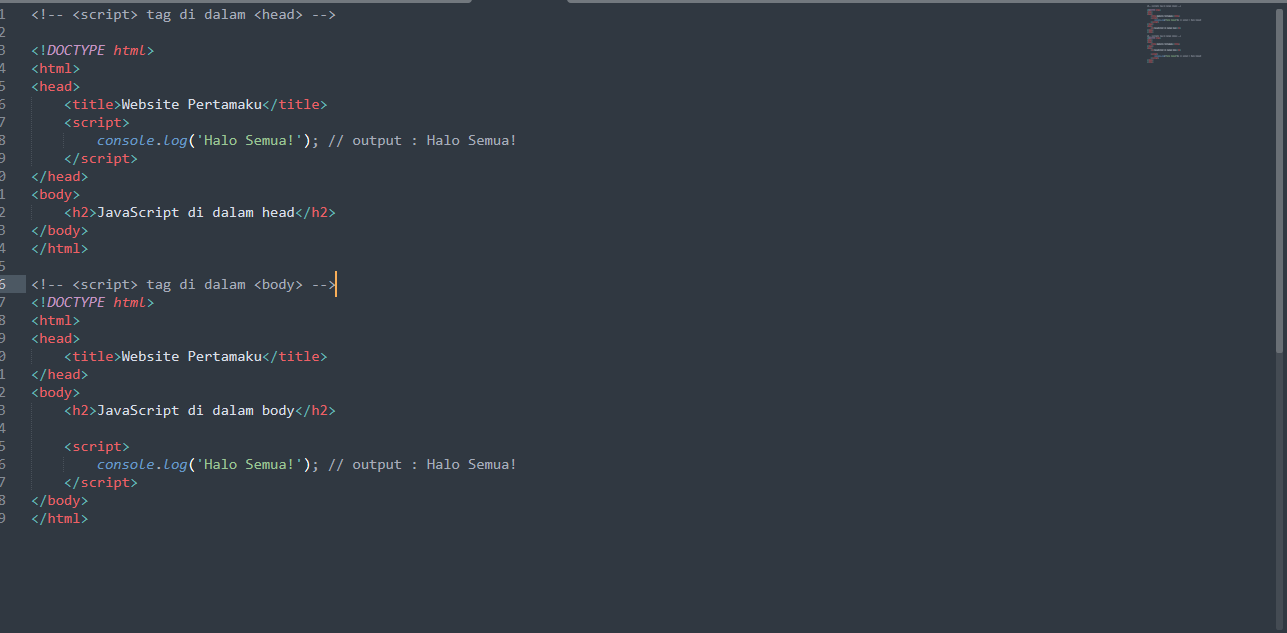 1 <!-- <script> tag di dalam <head> -->
2
3 <!DOCTYPE html>
4 <html>
5 <head>
6 <title>Website Pertamaku</title>
7 <script>
8 console.log('Halo Semua!'); // output : Halo Semua!
9 </script>
0 </head>
1 <body>
2 <h2>JavaScript di dalam head</h2>
3 </body>
4 </html>
5
6 <!-- <script> tag di dalam <body> -->
7 <!DOCTYPE html>
8 <html>
9 <head>
0 <title>Website Pertamaku</title>
1 </head>
2 <body>
3 <h2>JavaScript di dalam body</h2>
4
5 <script>
6 console.log('Halo Semua!'); // output : Halo Semua!
7 </script>
8 </body>
9 </html>